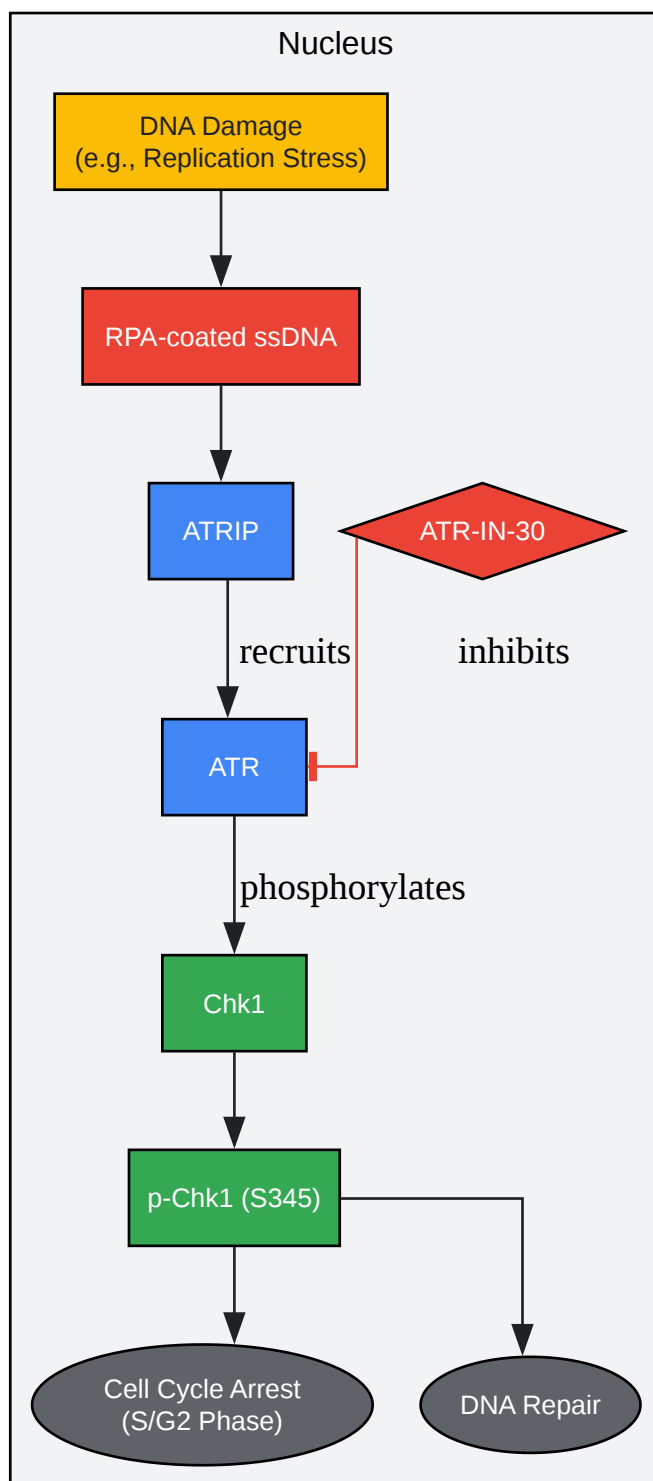 Nucleus
DNA Damage
(e.g., Replication Stress)
RPA-coated ssDNA
ATRIP
ATR-IN-30
recruits
inhibits
ATR
phosphorylates
Chk1
p-Chk1 (S345)
Cell Cycle Arrest
(S/G2 Phase)
DNA Repair